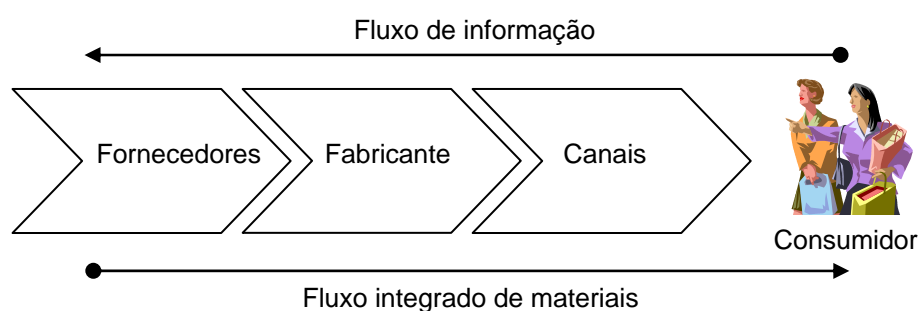 Fluxo de informação
Fornecedores
Fabricante
Canais
Consumidor
Fluxo integrado de materiais